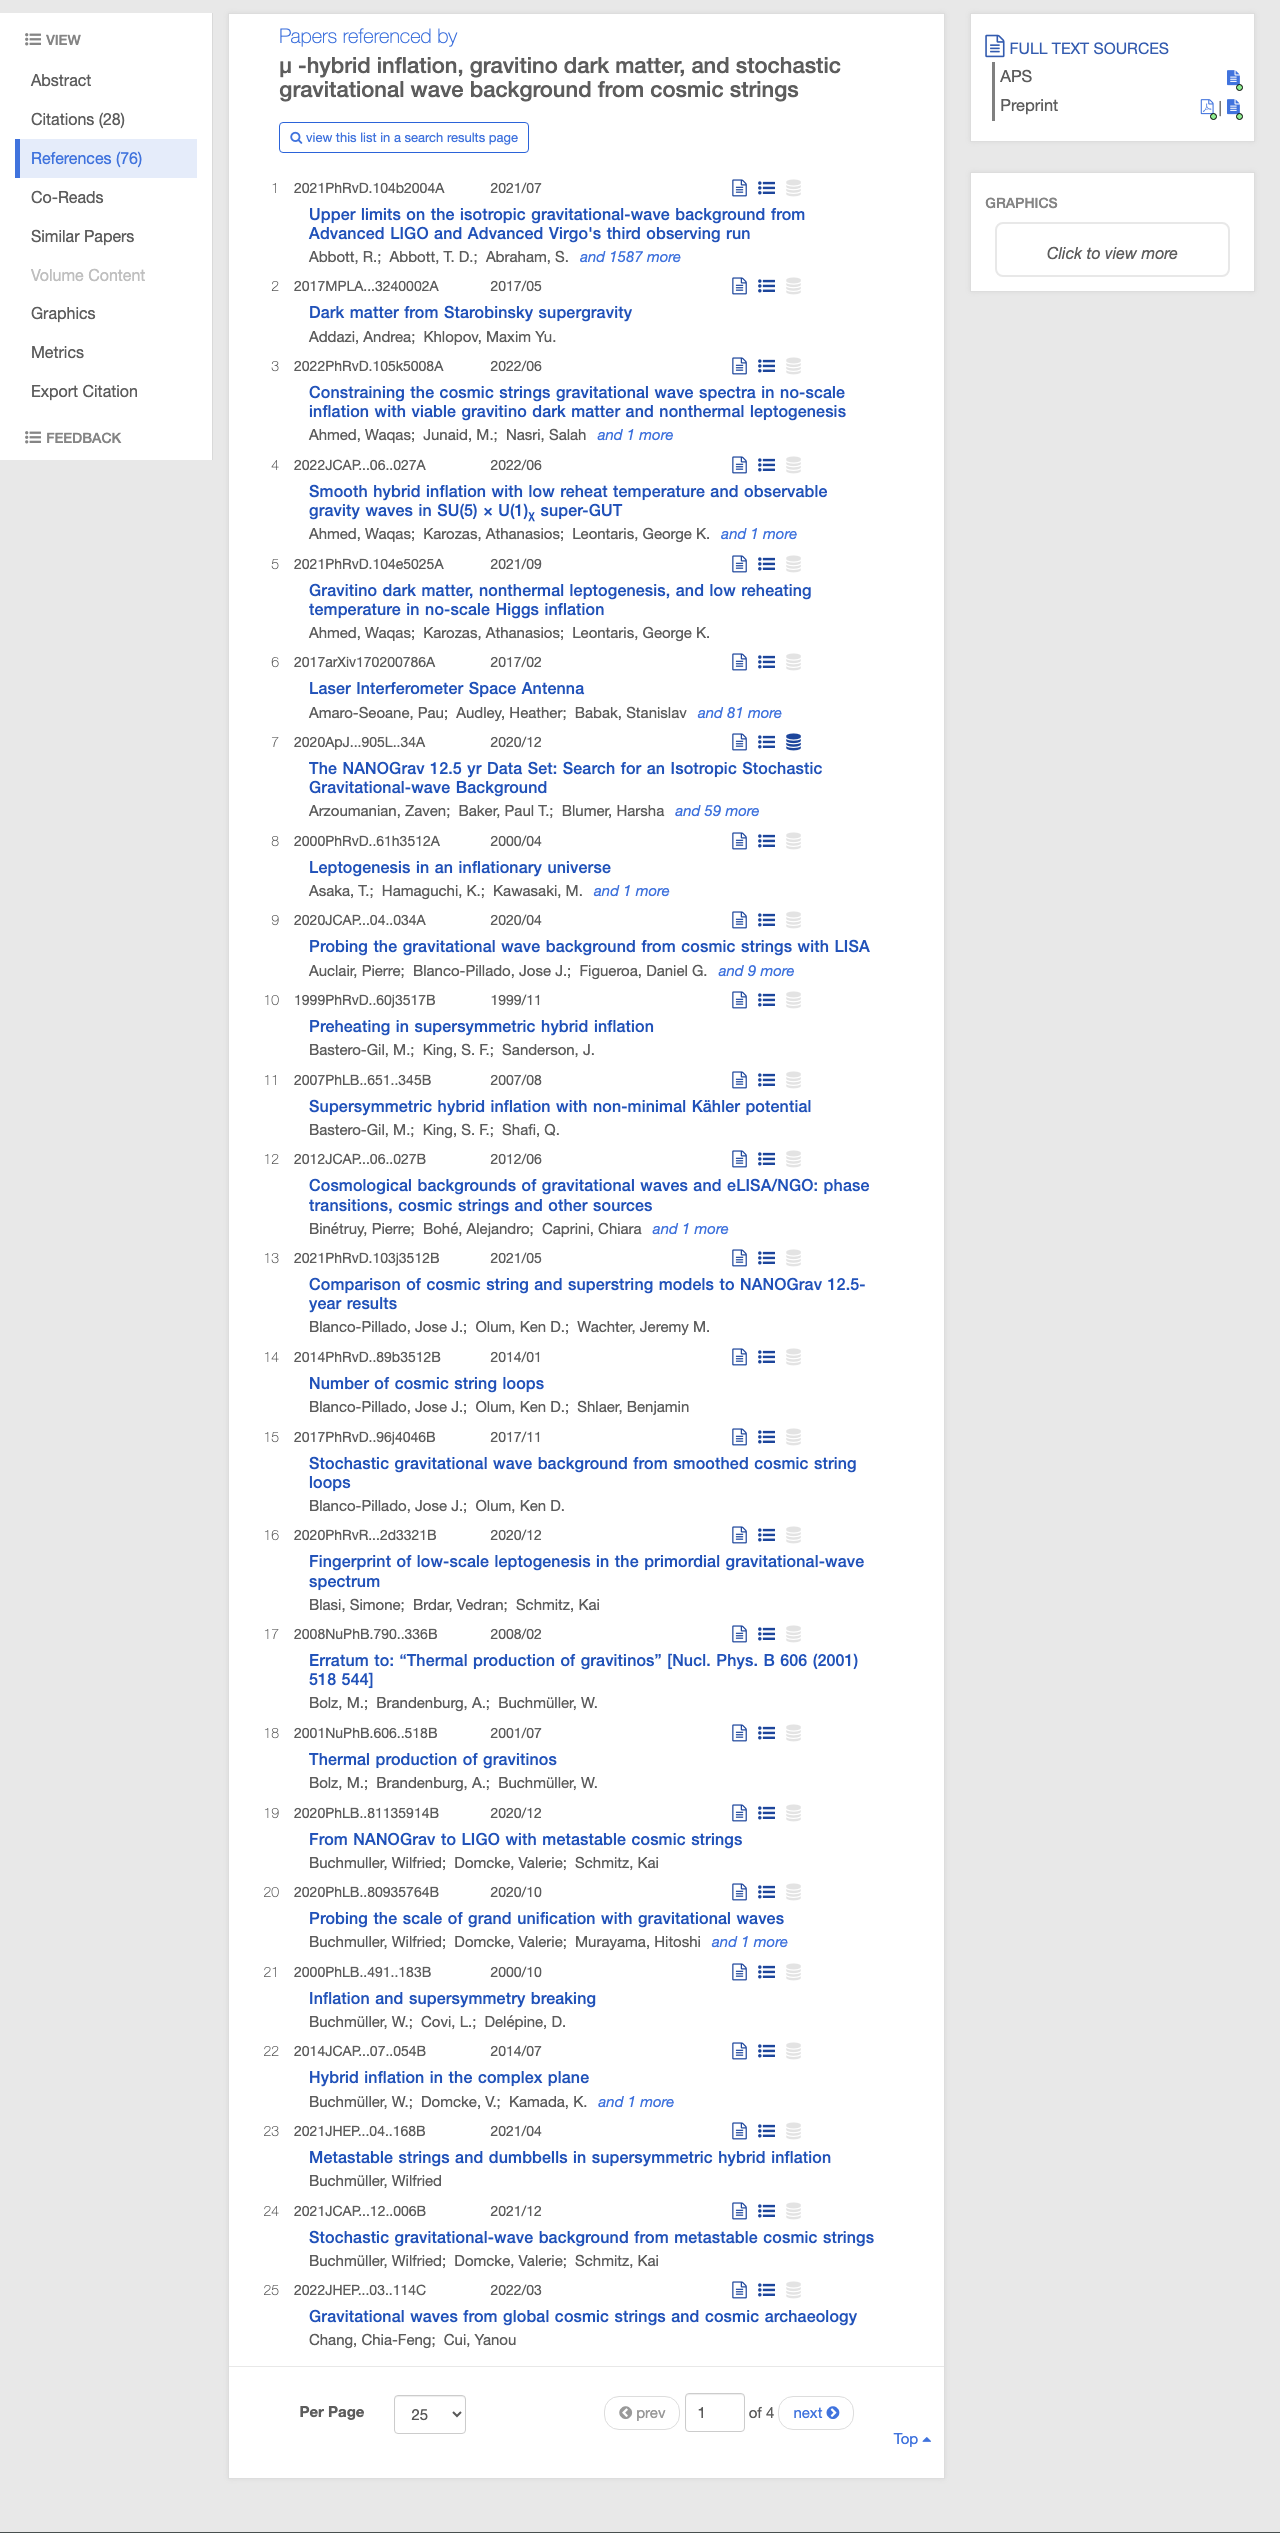 VIEW
Abstract
Citations (28)
References (76)
Co-Reads
Similar Papers
Volume Content
Graphics
Metrics
Export Citation
FEEDBACK
Papers referenced by
µ -hybrid inflation, gravitino dark matter, and stochastic
gravitational wave background from cosmic strings
view this list in a search results page
1 2021PhRvD.104b2004A 2021/07
Upper limits on the isotropic gravitational-wave background from
Advanced LIGO and Advanced Virgo's third observing run
Abbott, R.; Abbott, T. D.; Abraham, S. and 1587 more
2 2017MPLA...3240002A 2017/05
Dark matter from Starobinsky supergravity
Addazi, Andrea; Khlopov, Maxim Yu.
3 2022PhRvD.105k5008A 2022/06
Constraining the cosmic strings gravitational wave spectra in no-scale
inflation with viable gravitino dark matter and nonthermal leptogenesis
Ahmed, Waqas; Junaid, M.; Nasri, Salah and 1 more
4 2022JCAP...06..027A 2022/06
Smooth hybrid inflation with low reheat temperature and observable
gravity waves in SU(5) × U(1)χ super-GUT
Ahmed, Waqas; Karozas, Athanasios; Leontaris, George K. and 1 more
5 2021PhRvD.104e5025A 2021/09
Gravitino dark matter, nonthermal leptogenesis, and low reheating
temperature in no-scale Higgs inflation
Ahmed, Waqas; Karozas, Athanasios; Leontaris, George K.
6 2017arXiv170200786A 2017/02
Laser Interferometer Space Antenna
Amaro-Seoane, Pau; Audley, Heather; Babak, Stanislav and 81 more
7 2020ApJ...905L..34A 2020/12
The NANOGrav 12.5 yr Data Set: Search for an Isotropic Stochastic
Gravitational-wave Background
Arzoumanian, Zaven; Baker, Paul T.; Blumer, Harsha and 59 more
8 2000PhRvD..61h3512A 2000/04
Leptogenesis in an inflationary universe
Asaka, T.; Hamaguchi, K.; Kawasaki, M. and 1 more
9 2020JCAP...04..034A 2020/04
Probing the gravitational wave background from cosmic strings with LISA
Auclair, Pierre; Blanco-Pillado, Jose J.; Figueroa, Daniel G. and 9 more
10 1999PhRvD..60j3517B 1999/11
Preheating in supersymmetric hybrid inflation
Bastero-Gil, M.; King, S. F.; Sanderson, J.
11 2007PhLB..651..345B 2007/08
Supersymmetric hybrid inflation with non-minimal Kähler potential
Bastero-Gil, M.; King, S. F.; Shafi, Q.
12 2012JCAP...06..027B 2012/06
Cosmological backgrounds of gravitational waves and eLISA/NGO: phase
transitions, cosmic strings and other sources
Binétruy, Pierre; Bohé, Alejandro; Caprini, Chiara and 1 more
13 2021PhRvD.103j3512B 2021/05
Comparison of cosmic string and superstring models to NANOGrav 12.5-
year results
Blanco-Pillado, Jose J.; Olum, Ken D.; Wachter, Jeremy M.
14 2014PhRvD..89b3512B 2014/01
Number of cosmic string loops
Blanco-Pillado, Jose J.; Olum, Ken D.; Shlaer, Benjamin
15 2017PhRvD..96j4046B 2017/11
Stochastic gravitational wave background from smoothed cosmic string
loops
Blanco-Pillado, Jose J.; Olum, Ken D.
16 2020PhRvR...2d3321B 2020/12
Fingerprint of low-scale leptogenesis in the primordial gravitational-wave
spectrum
Blasi, Simone; Brdar, Vedran; Schmitz, Kai
17 2008NuPhB.790..336B 2008/02
Erratum to: “Thermal production of gravitinos” [Nucl. Phys. B 606 (2001)
518 544]
Bolz, M.; Brandenburg, A.; Buchmüller, W.
18 2001NuPhB.606..518B 2001/07
Thermal production of gravitinos
Bolz, M.; Brandenburg, A.; Buchmüller, W.
19 2020PhLB..81135914B 2020/12
From NANOGrav to LIGO with metastable cosmic strings
Buchmuller, Wilfried; Domcke, Valerie; Schmitz, Kai
20 2020PhLB..80935764B 2020/10
Probing the scale of grand unification with gravitational waves
Buchmuller, Wilfried; Domcke, Valerie; Murayama, Hitoshi and 1 more
21 2000PhLB..491..183B 2000/10
Inflation and supersymmetry breaking
Buchmüller, W.; Covi, L.; Delépine, D.
22 2014JCAP...07..054B 2014/07
Hybrid inflation in the complex plane
Buchmüller, W.; Domcke, V.; Kamada, K. and 1 more
23 2021JHEP...04..168B 2021/04
Metastable strings and dumbbells in supersymmetric hybrid inflation
Buchmüller, Wilfried
24 2021JCAP...12..006B 2021/12
Stochastic gravitational-wave background from metastable cosmic strings
Buchmüller, Wilfried; Domcke, Valerie; Schmitz, Kai
25 2022JHEP...03..114C 2022/03
Gravitational waves from global cosmic strings and cosmic archaeology
Chang, Chia-Feng; Cui, Yanou
Per Page 25 prev 1 of 4 next
Top
FULL TEXT SOURCES
APS
Preprint |
GRAPHICS
Click to view more